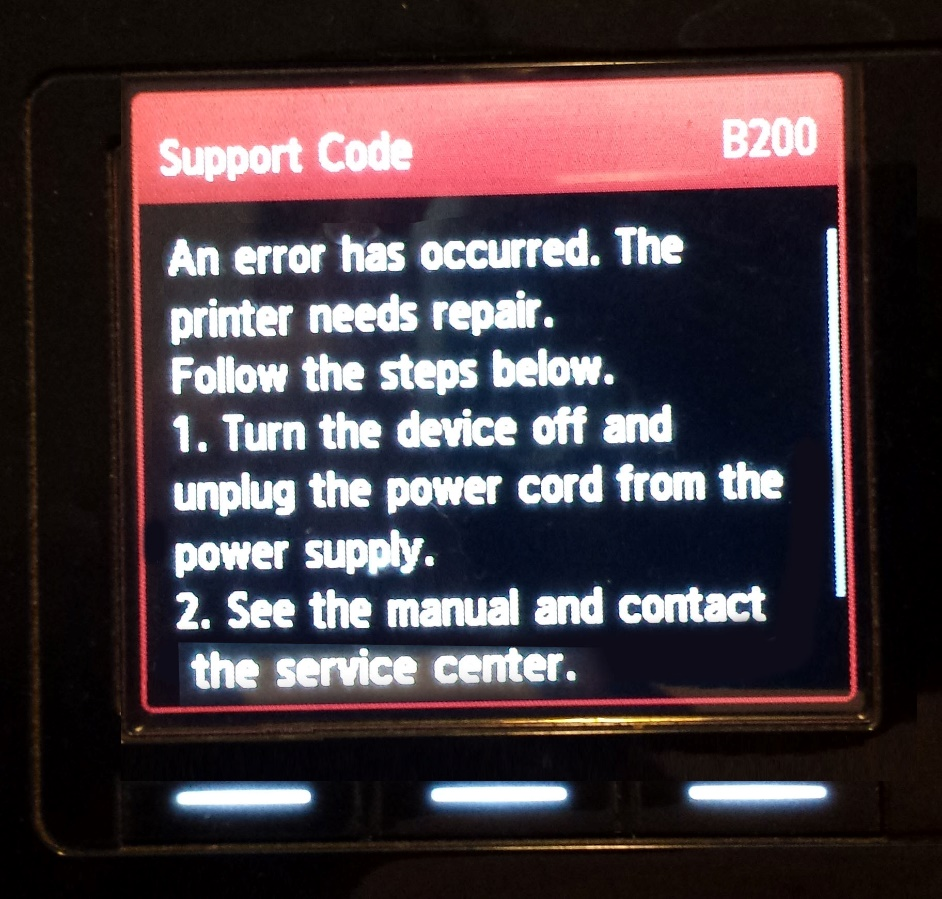 Support Code B200
An error has occurred. The
printer needs repair.
Follow the steps below.
1. Turn the device off and
unplug the power cord from the
power supply.
2. See the manual and contact
the service center.